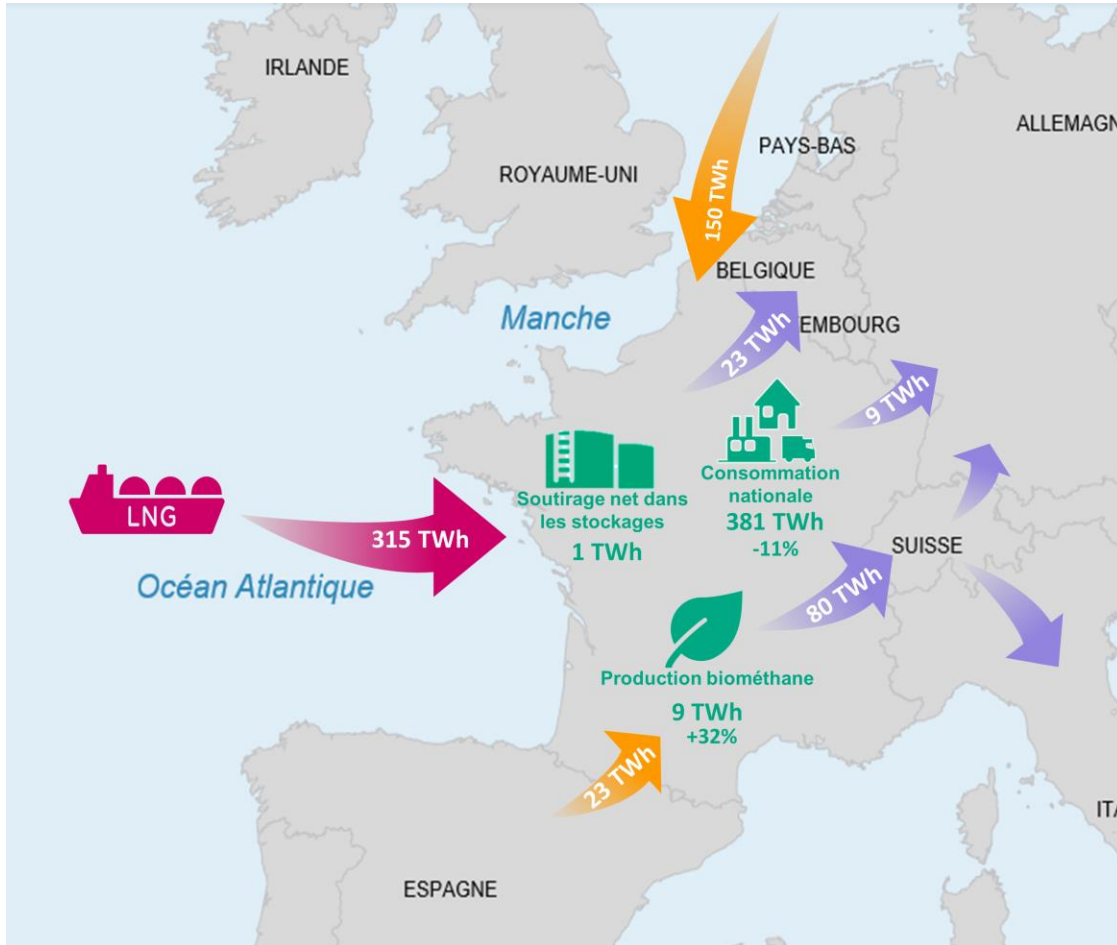 IRLANDE
ROYAUME-UNI
PAYS-BAS
ALLEMAGN
150 TWh
BELGIQUE
Manche
23 TWh
EMBOURG
9 TWh
Soutirage net dans
les stockages
1 TWh
Consommation
nationale
381 TWh
-11%
LNG
315 TWh
Océan Atlantique
SUISSE
80 TWh
Production biométhane
9 TWh
+32%
23 TWh
ESPAGNE
ITA